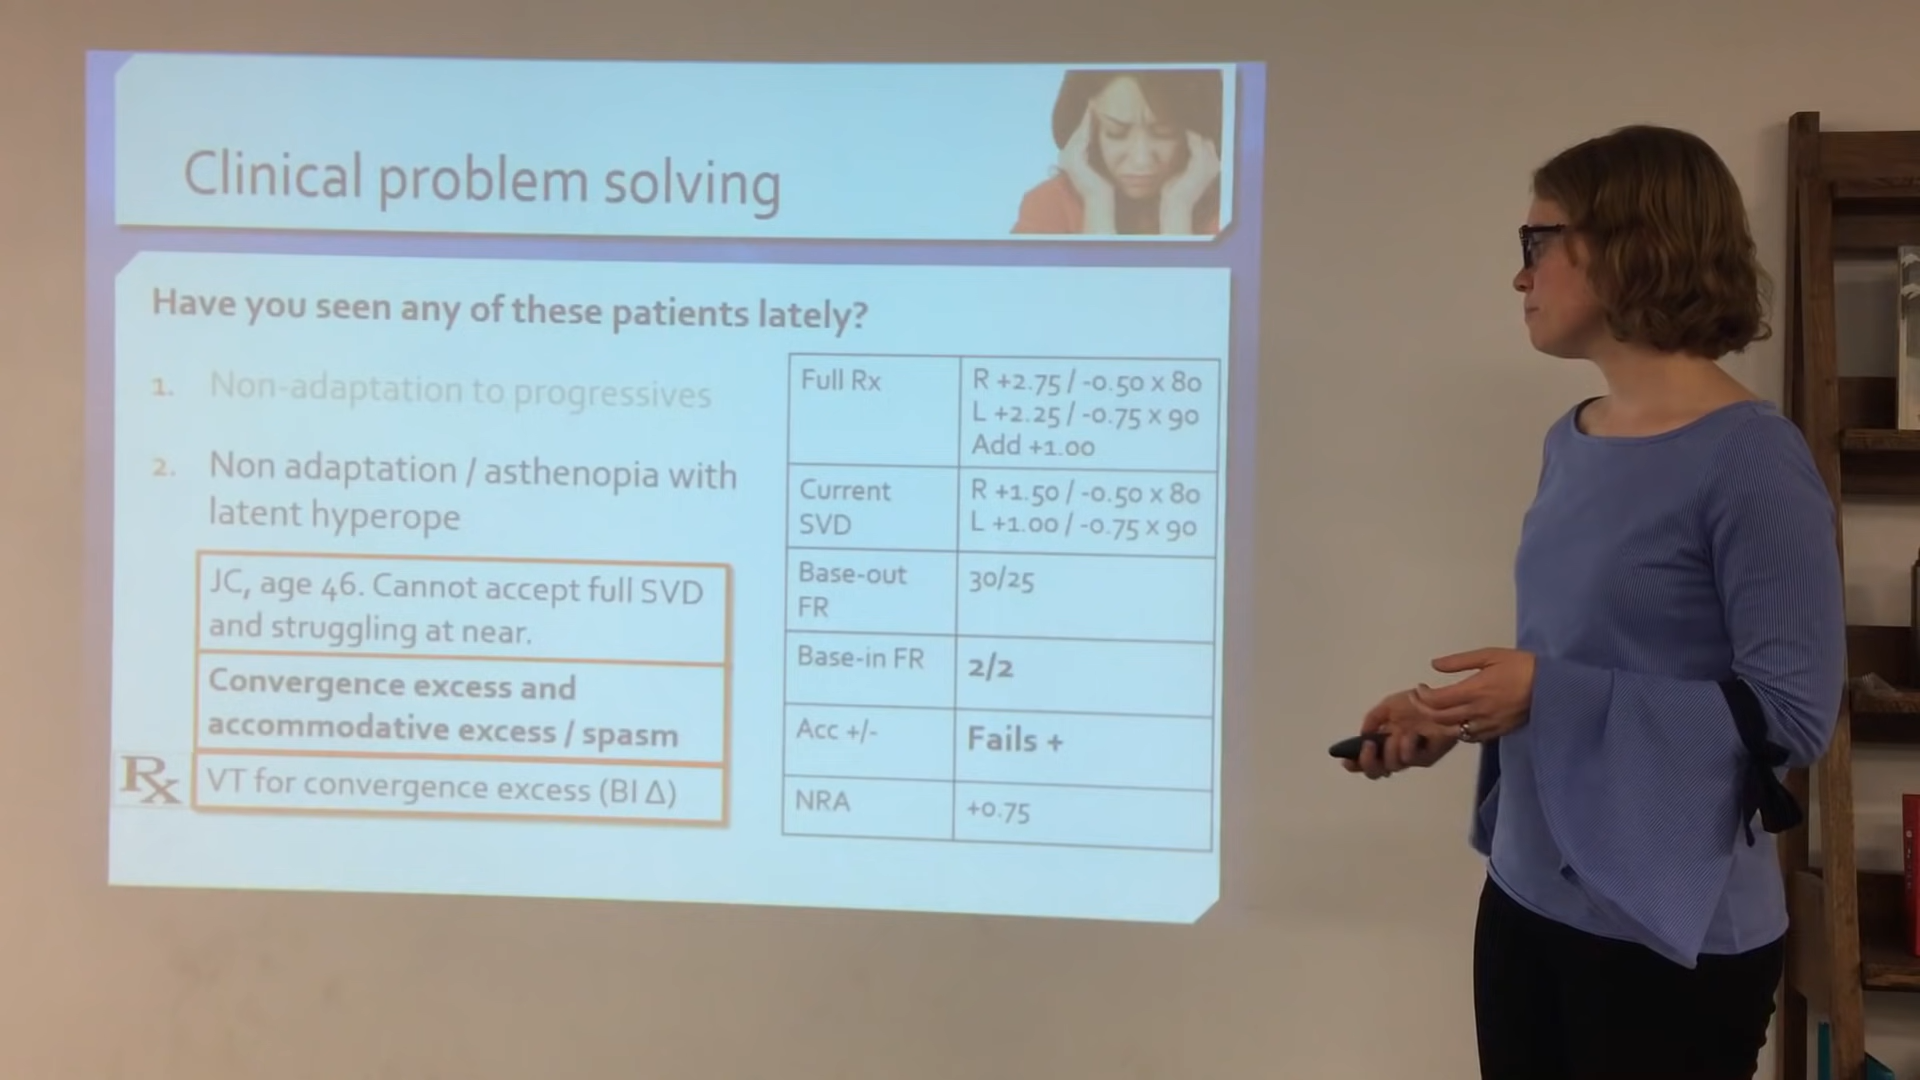 Clinical problem solving
Have you seen any of these patients lately?
1. Non-adaptation to progressives
2. Non adaptation / asthenopia with
latent hyperope
JC, age 46. Cannot accept full SVD
and struggling at near.
Convergence excess and
accommodative excess / spasm
Rx VT for convergence excess (BI Δ)
Full Rx
R +2.75 / -0.50 x 80
L +2.25 / -0.75 x 90
Add +1.00
Current
SVD
R +1.50 / -0.50 x 80
L +1.00 / -0.75 x 90
Base-out
FR
30/25
Base-in FR
2/2
Acc +/-
Fails +
NRA
+0.75